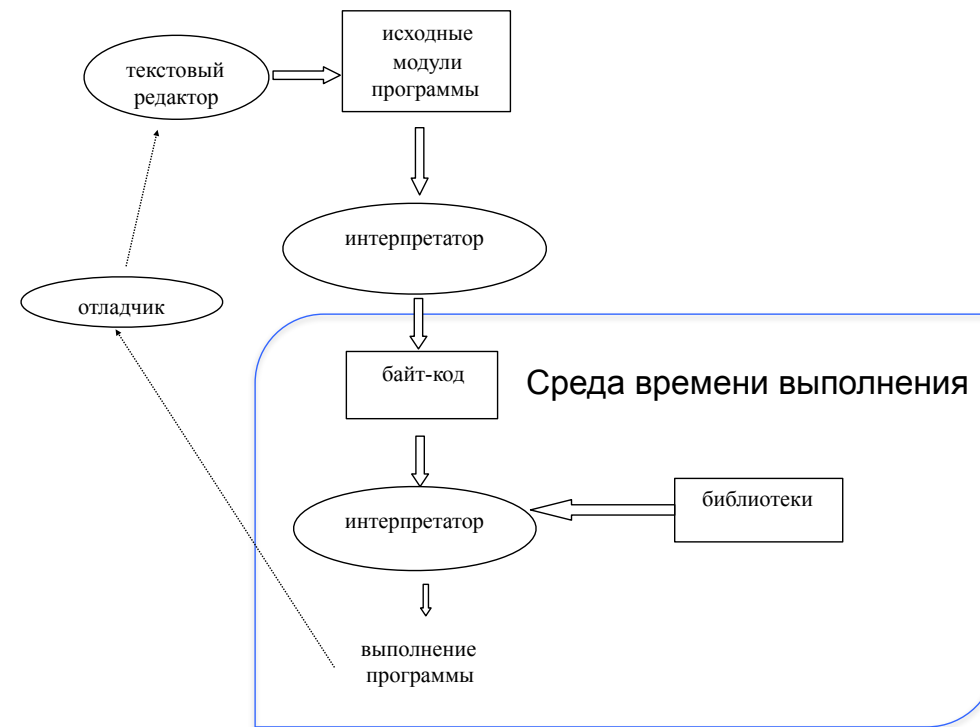 исходные
модули
программы
текстовый
редактор
интерпретатор
отладчик
байт-код
Среда времени выполнения
интерпретатор
библиотеки
выполнение
программы